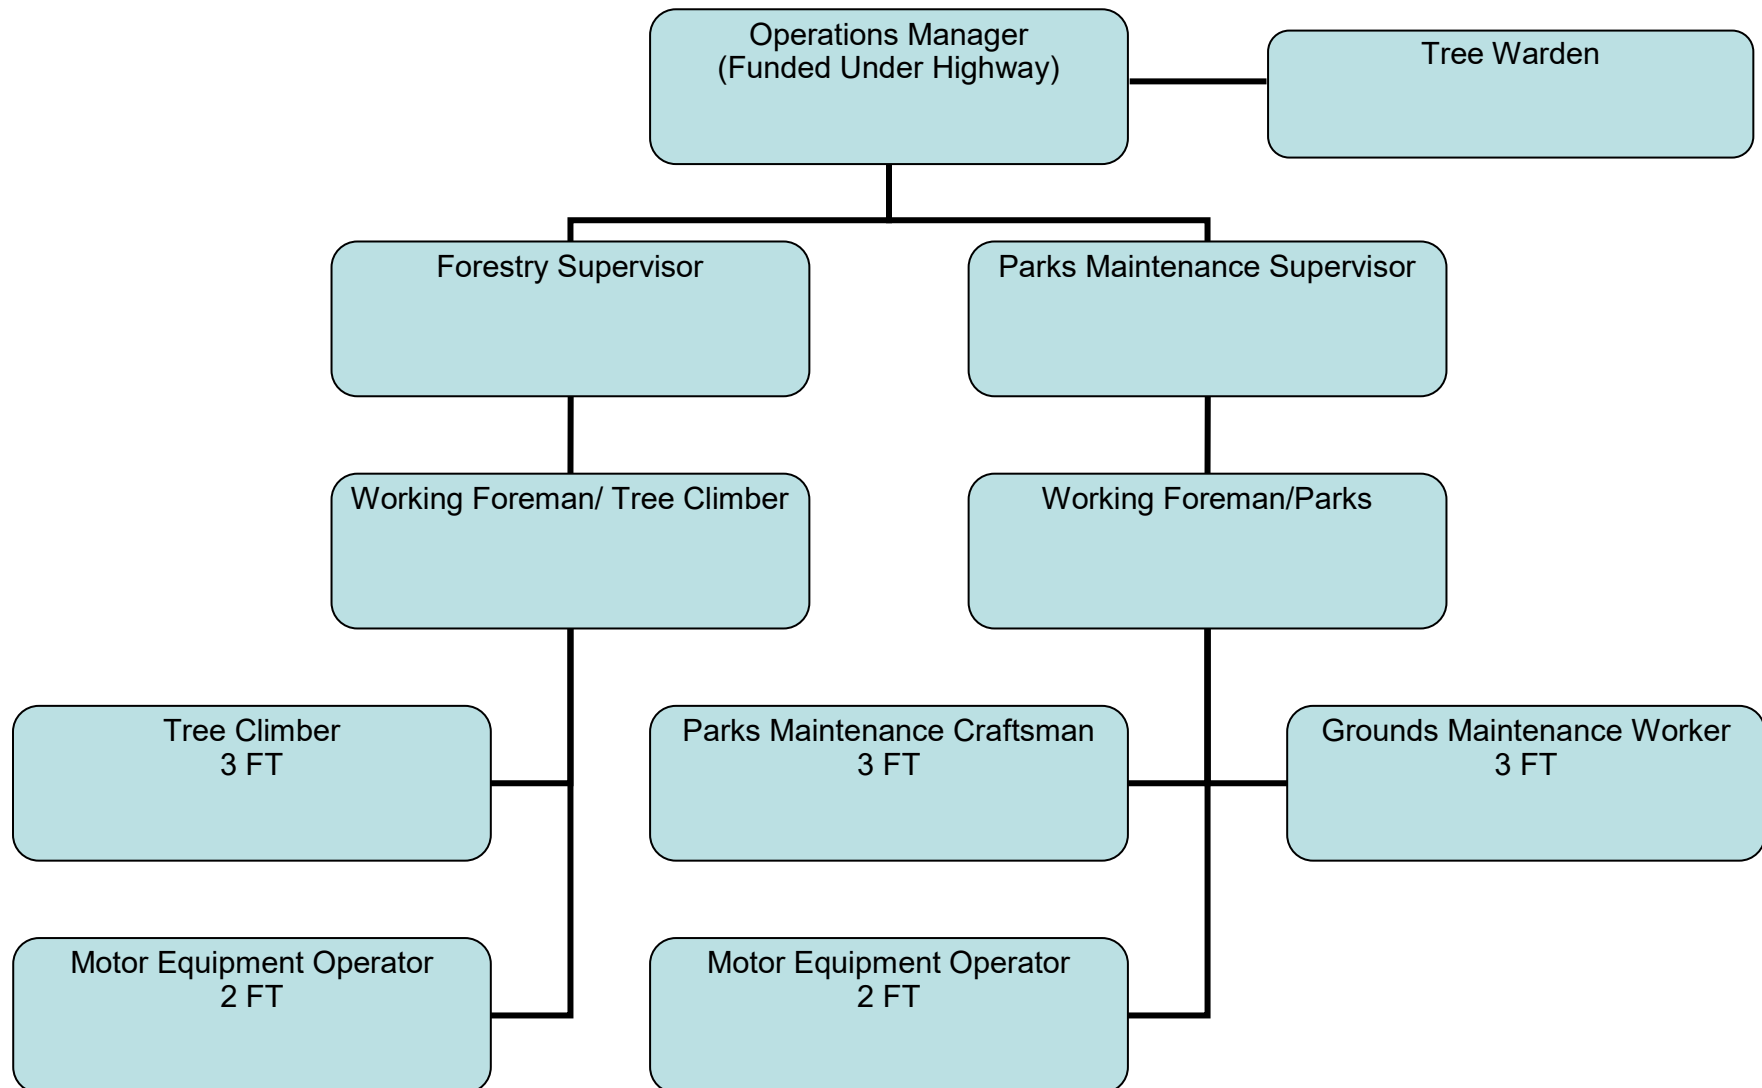 Operations Manager
(Funded Under Highway)
Tree Warden
Forestry Supervisor
Parks Maintenance Supervisor
Working Foreman/ Tree Climber
Working Foreman/Parks
Tree Climber
3 FT
Parks Maintenance Craftsman
3 FT
Grounds Maintenance Worker
3 FT
Motor Equipment Operator
2 FT
Motor Equipment Operator
2 FT